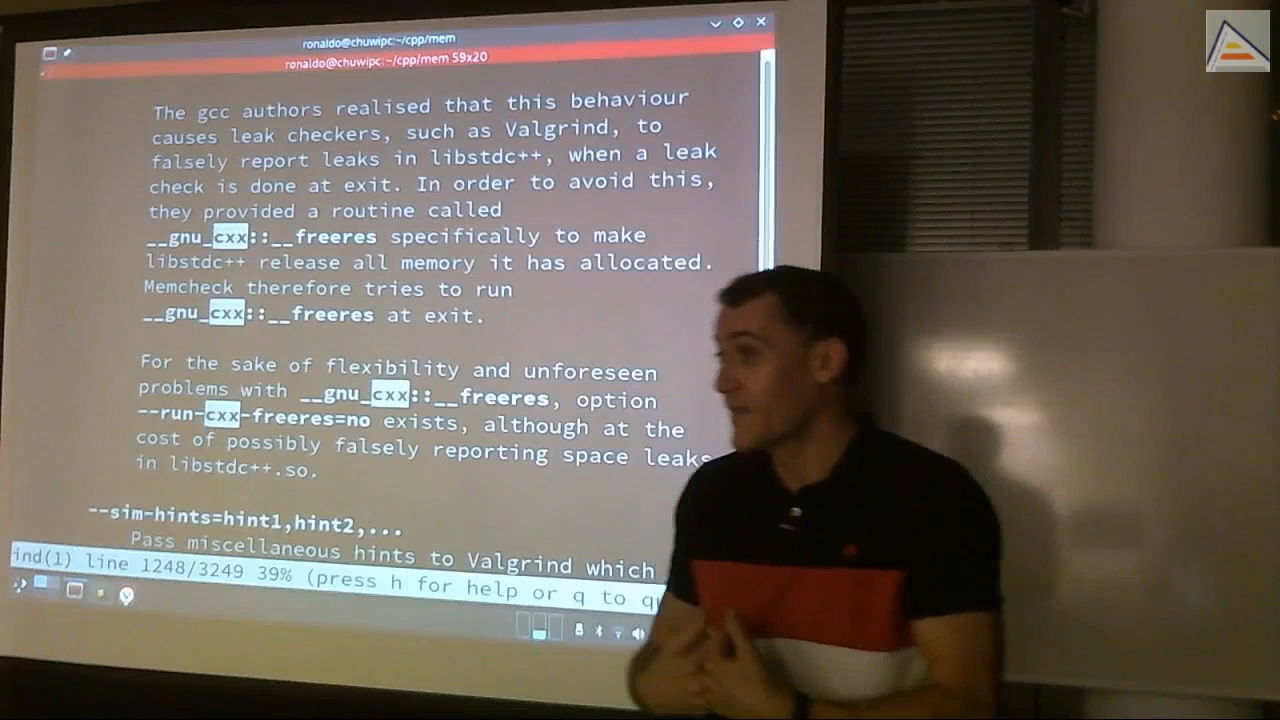 ronaldo@chuwipc:~/cpp/mem
ronaldo@chuwipc:~/cpp/mem 59x20
The gcc authors realised that this behaviour
causes leak checkers, such as Valgrind, to
falsely report leaks in libstdc++, when a leak
check is done at exit. In order to avoid this,
they provided a routine called
__gnu_cxx::__freeres specifically to make
libstdc++ release all memory it has allocated.
Memcheck therefore tries to run
__gnu_cxx::__freeres at exit.
For the sake of flexibility and unforeseen
problems with __gnu_cxx::__freeres, option
--run-cxx-freeres=no exists, although at the
cost of possibly falsely reporting space leaks
in libstdc++.so.
--sim-hints=hint1,hint2,...
Pass miscellaneous hints to Valgrind which
ind(1) line 1248/3249 39% (press h for help or q to qu